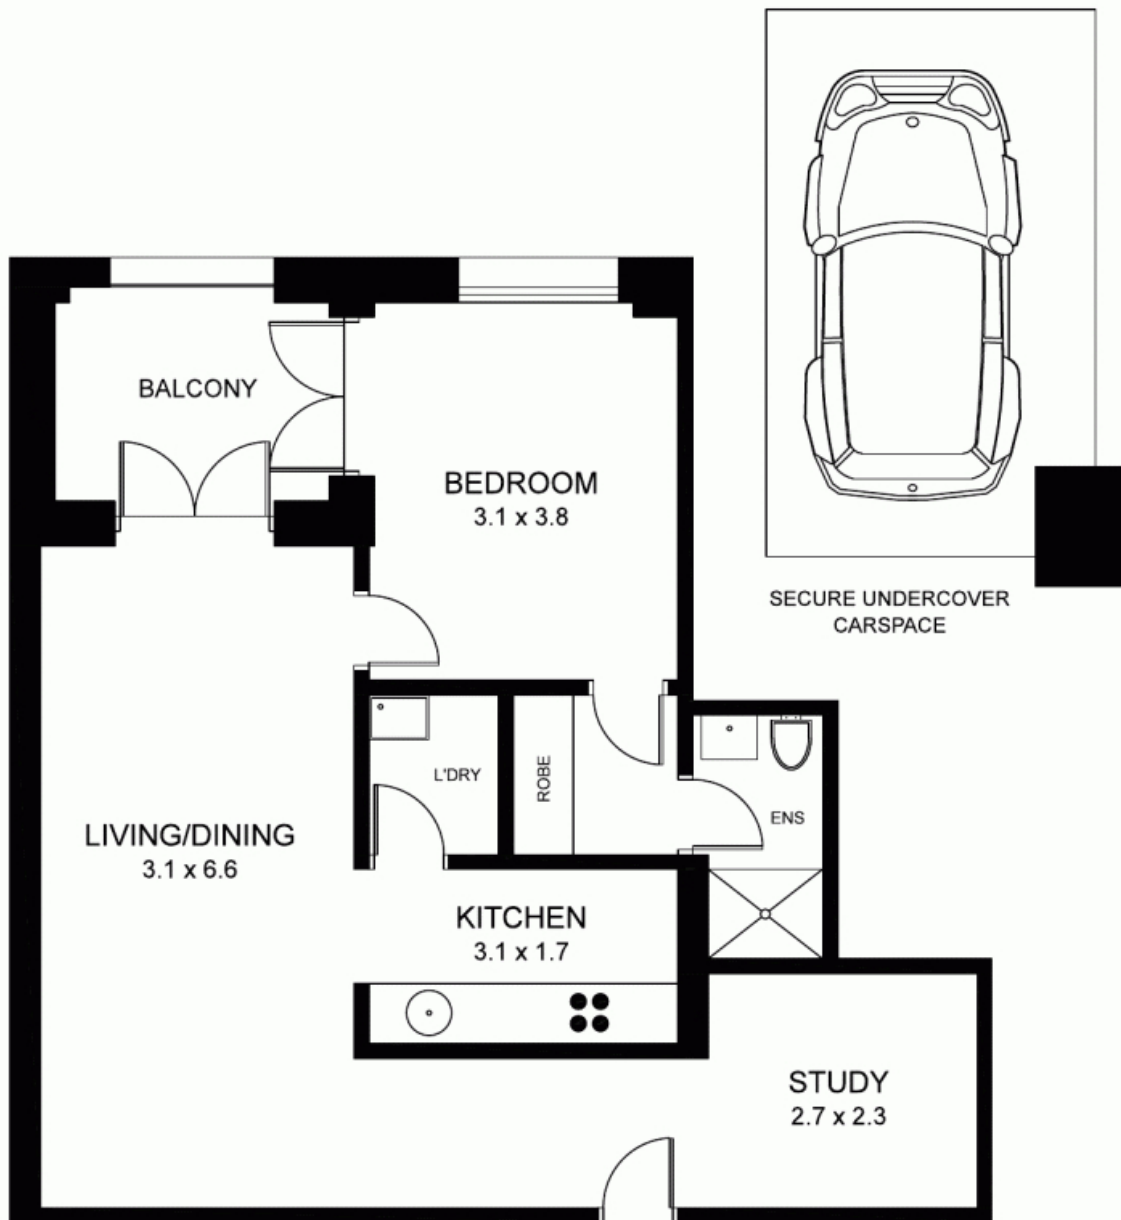 BALCONY
BEDROOM
3.1 x 3.8
SECURE UNDERCOVER
CARSPACE
L'DRY
ROBE
ENS
LIVING/DINING
3.1 x 6.6
KITCHEN
3.1 x 1.7
STUDY
2.7 x 2.3